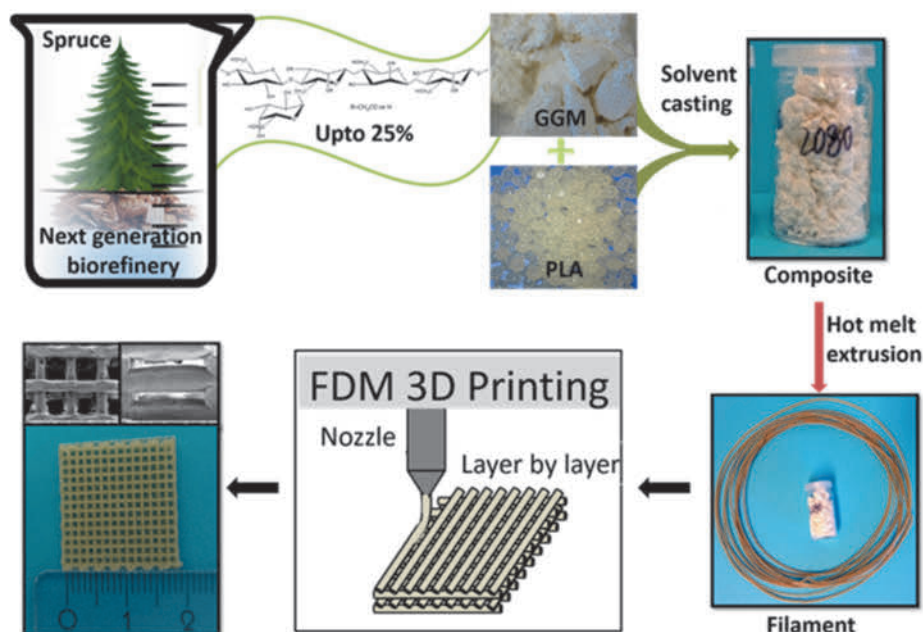 Spruce
Next generation
biorefinery
Upto 25%
GGM
+
PLA
Solvent
casting
2080
Composite
Hot melt
extrusion
Filament
FDM 3D Printing
Nozzle
Layer by layer
0 1 2